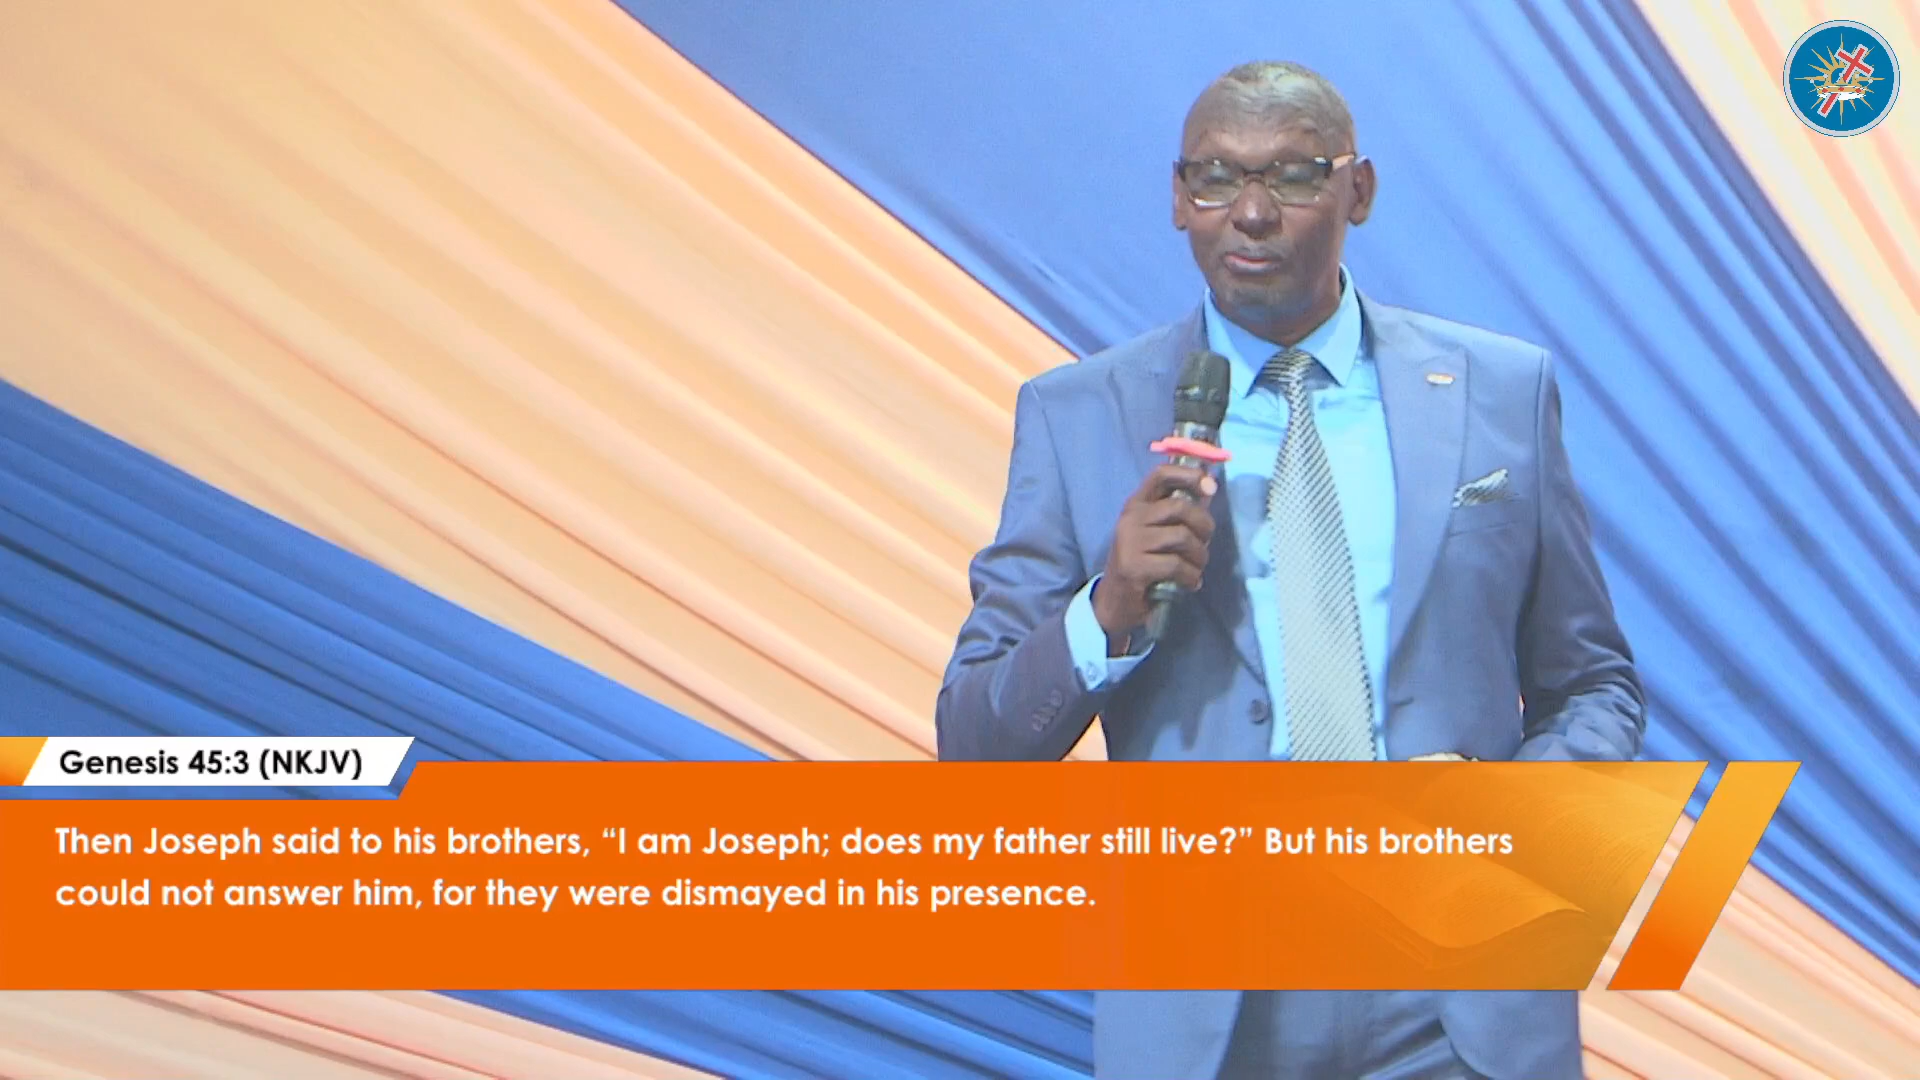 Genesis 45:3 (NKJV)
Then Joseph said to his brothers, “I am Joseph; does my father still live?” But his brothers
could not answer him, for they were dismayed in his presence.